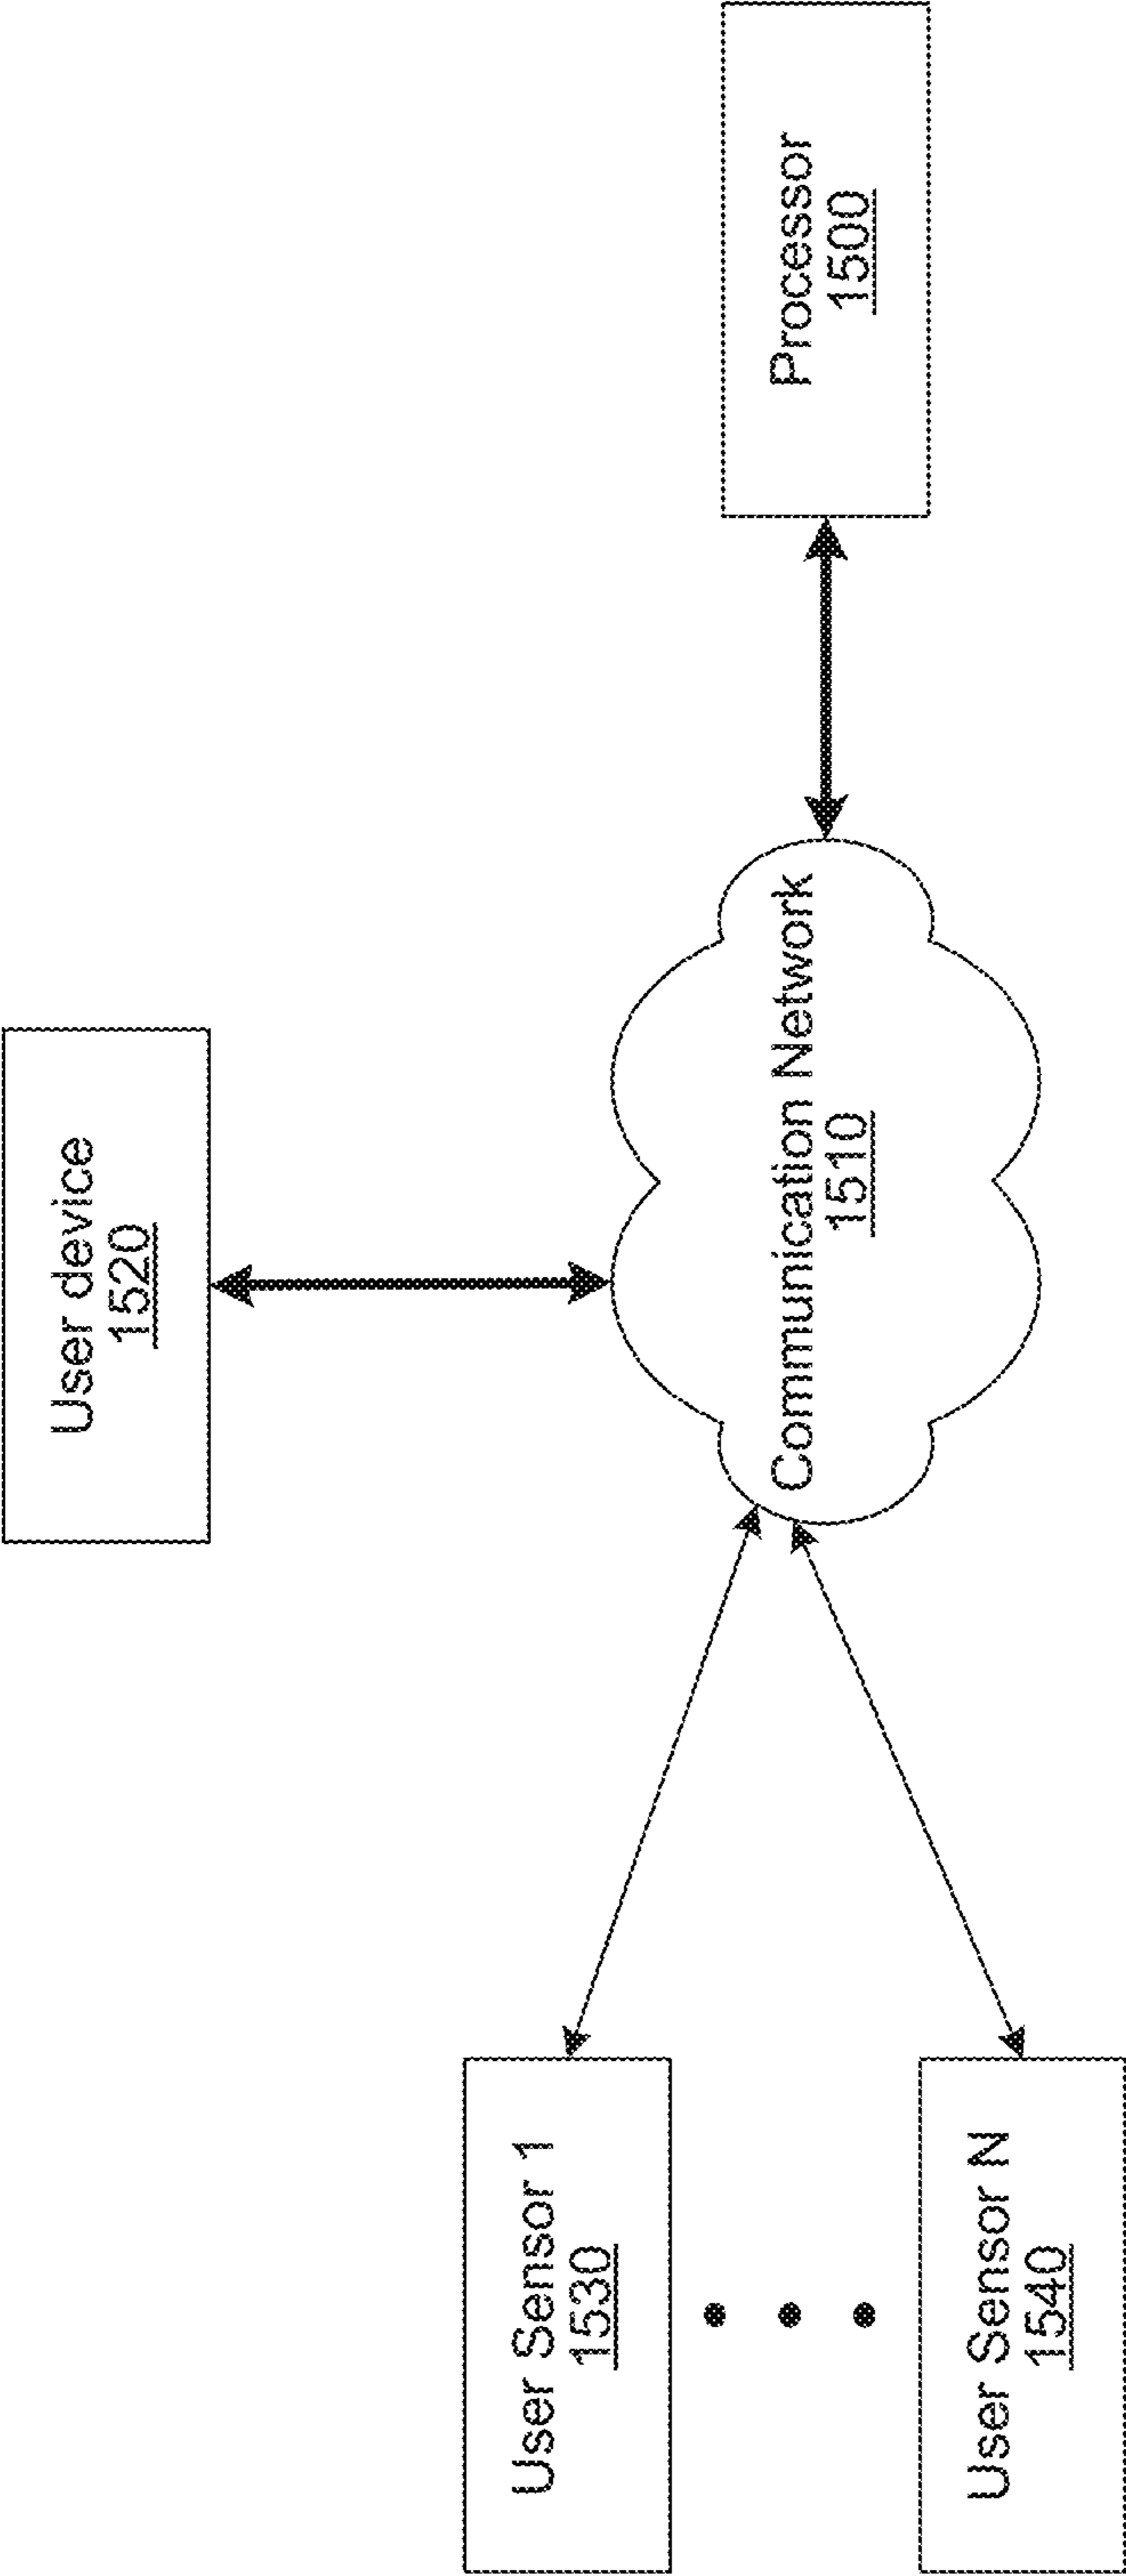 User device
1520
User Sensor 1
1530
Communication Network
1510
Processor
1500
User Sensor N
1540